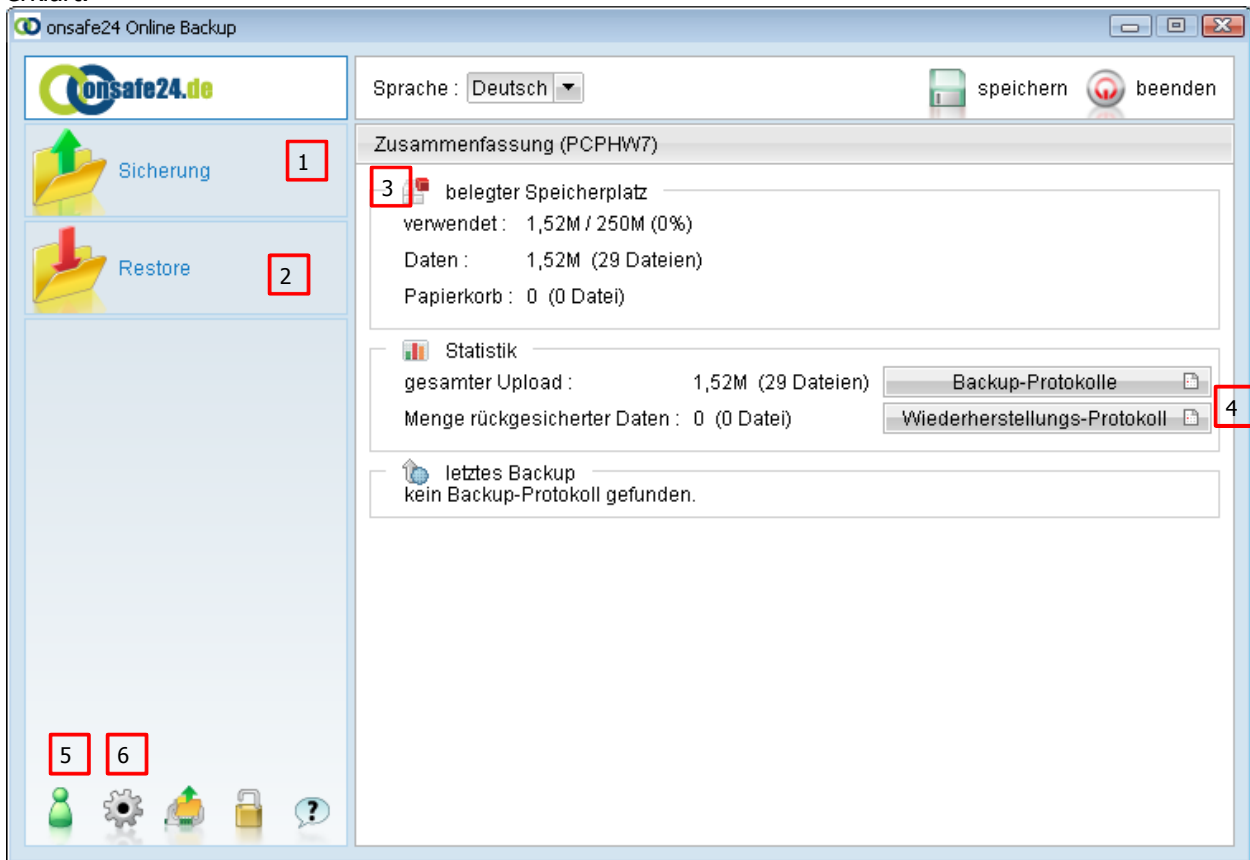 onsafe24 Online Backup
onsafe24.de
Sprache : Deutsch
speichern
beenden
Sicherung
1
Restore
2
Zusammenfassung (PCPHW7)
3
belegter Speicherplatz
verwendet : 1,52M / 250M (0%)
Daten : 1,52M (29 Dateien)
Papierkorb : 0 (0 Datei)
Statistik
gesamter Upload : 1,52M (29 Dateien)
Backup-Protokolle
Menge rückgesicherter Daten : 0 (0 Datei)
Wiederherstellungs-Protokoll
4
letztes Backup
kein Backup-Protokoll gefunden.
5
6
?